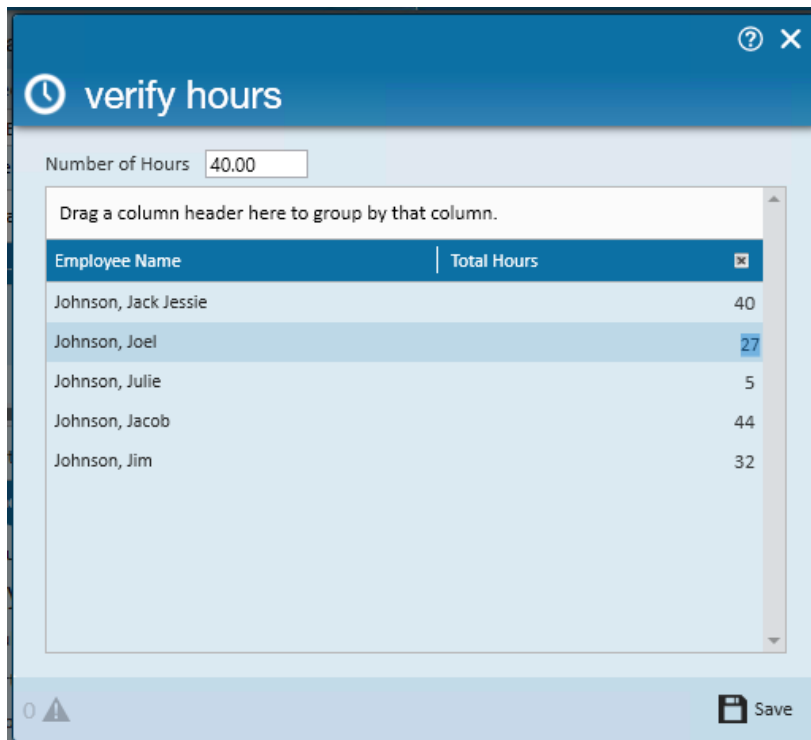 verify hours
Number of Hours 40.00
Drag a column header here to group by that column.
Employee Name Total Hours
Johnson, Jack Jessie 40
Johnson, Joel 27
Johnson, Julie 5
Johnson, Jacob 44
Johnson, Jim 32
0 Save